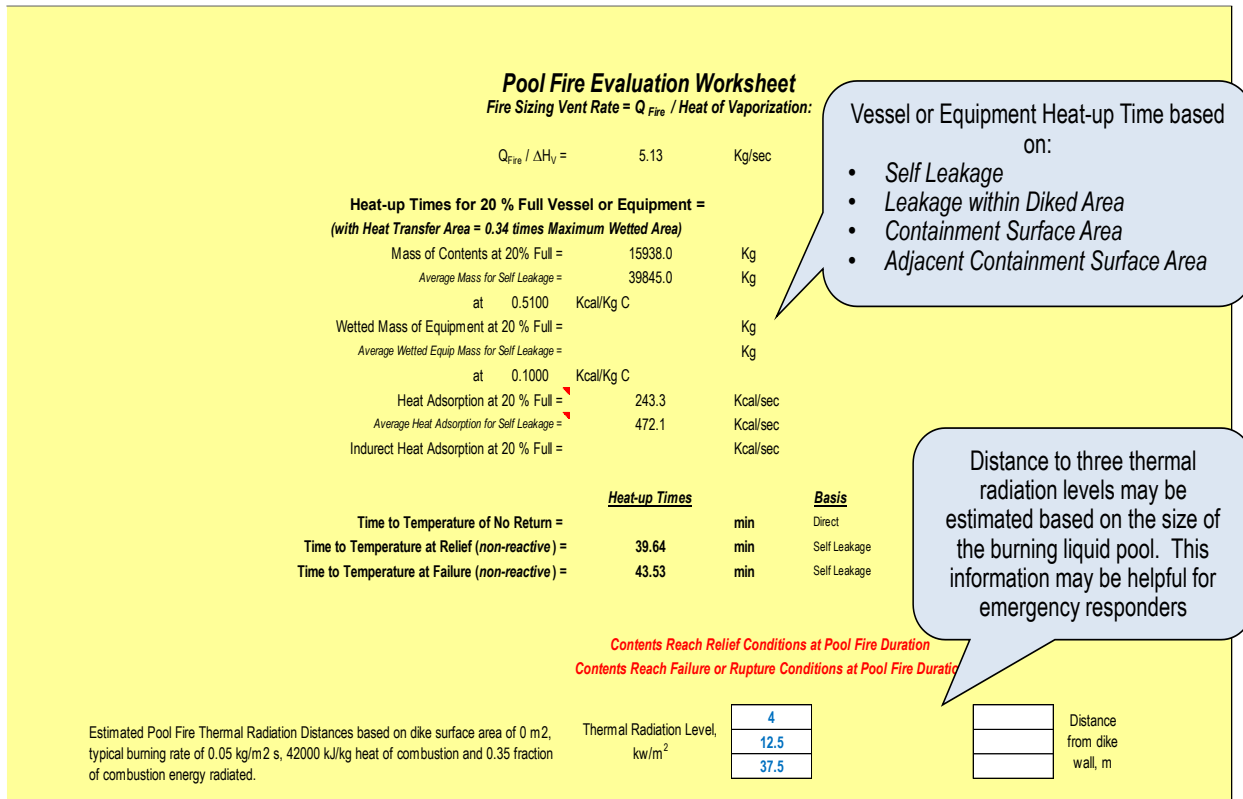 Pool Fire Evaluation Worksheet
Fire Sizing Vent Rate = Q Fire / Heat of Vaporization:
QFire / ΔHV = 5.13 Kg/sec
Heat-up Times for 20 % Full Vessel or Equipment =
(with Heat Transfer Area = 0.34 times Maximum Wetted Area)
Mass of Contents at 20% Full = 15938.0 Kg
Average Mass for Self Leakage = 39845.0 Kg
at 0.5100 Kcal/Kg C
Wetted Mass of Equipment at 20 % Full = Kg
Average Wetted Equip Mass for Self Leakage = Kg
at 0.1000 Kcal/Kg C
Heat Adsorption at 20 % Full = 243.3 Kcal/sec
Average Heat Adsorption for Self Leakage = 472.1 Kcal/sec
Indurect Heat Adsorption at 20 % Full = Kcal/sec
Heat-up Times Basis
Time to Temperature of No Return = min Direct
Time to Temperature at Relief (non-reactive) = 39.64 min Self Leakage
Time to Temperature at Failure (non-reactive) = 43.53 min Self Leakage
Contents Reach Relief Conditions at Pool Fire Duration
Contents Reach Failure or Rupture Conditions at Pool Fire
Vessel or Equipment Heat-up Time based
on:
• Self Leakage
• Leakage within Diked Area
• Containment Surface Area
• Adjacent Containment Surface Area
Distance to three thermal
radiation levels may be
estimated based on the size of
the burning liquid pool. This
information may be helpful for
emergency responders
Estimated Pool Fire Thermal Radiation Distances based on dike surface area of 0 m2,
typical burning rate of 0.05 kg/m2 s, 42000 kJ/kg heat of combustion and 0.35 fraction
of combustion energy radiated.
Thermal Radiation Level,
kw/m²
4
12.5
37.5
Distance
from dike
wall, m